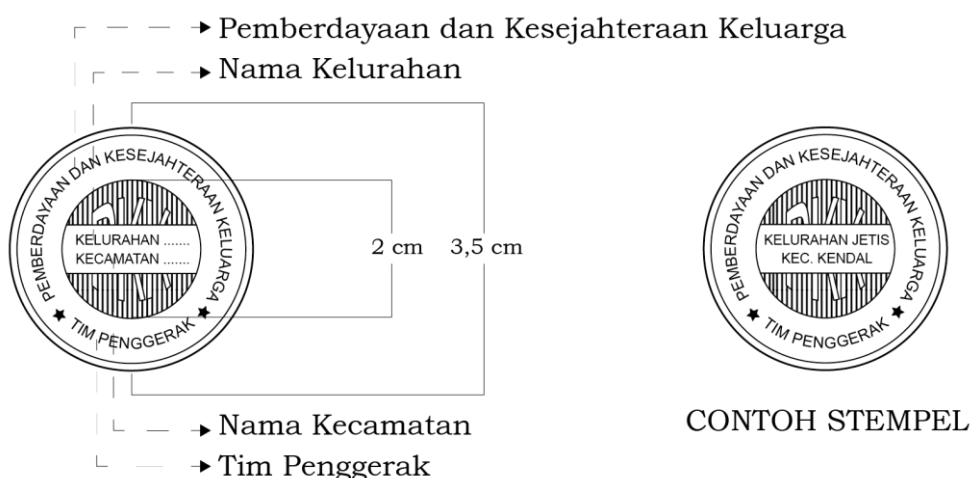 Pemberdayaan dan Kesejahteraan Keluarga
Nama Kelurahan
PEMBERDAYAAN DAN KESEJAHTERAAN KELUARGA
KELURAHAN .......
KECAMATAN .......
TIM PENGGERAK
2 cm
3,5 cm
Nama Kecamatan
Tim Penggerak
PEMBERDAYAAN DAN KESEJAHTERAAN KELUARGA
KELURAHAN JETIS
KEC. KENDAL
TIM PENGGERAK
CONTOH STEMPEL